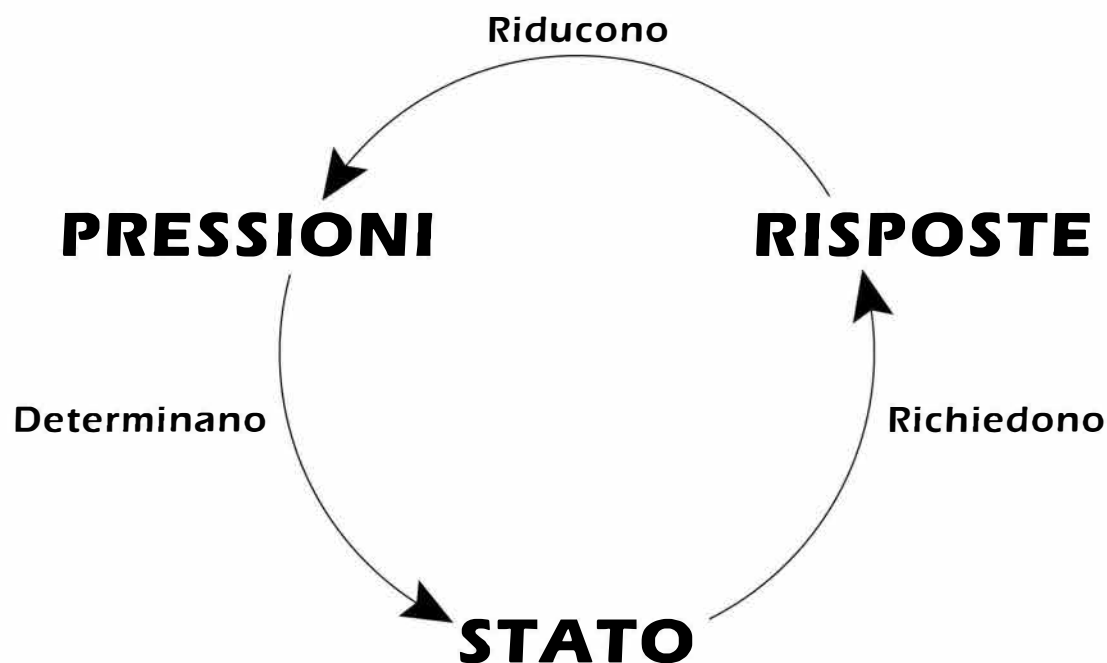 Riducono
PRESSIONI
RISPOSTE
Determinano
Richiedono
STATO